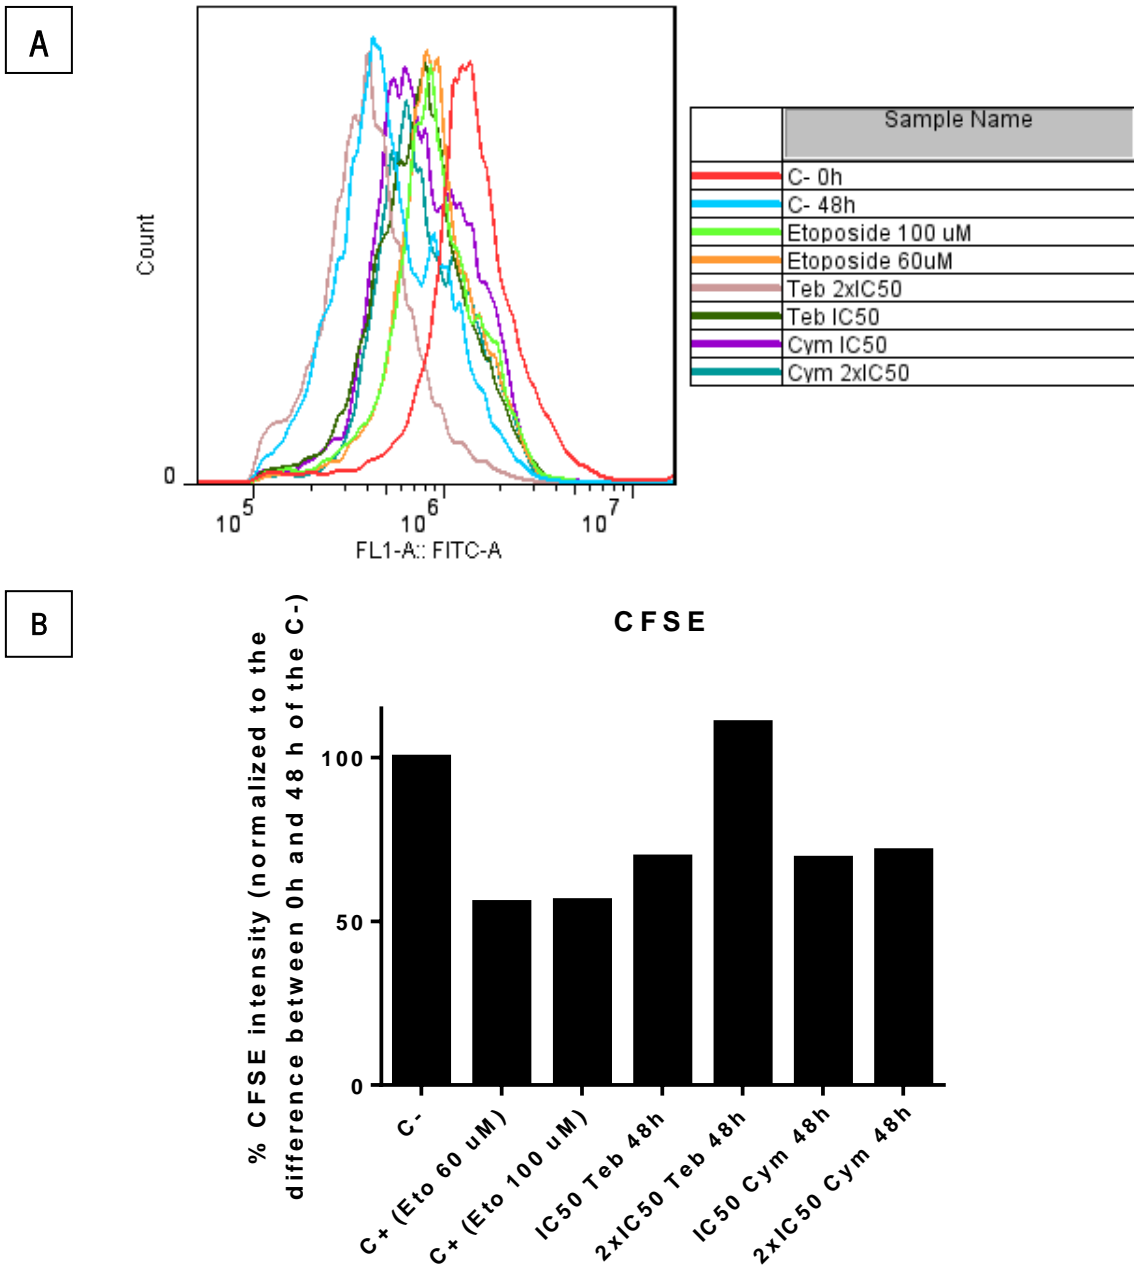 A
Count
0
10^5
10^6
10^7
FL1-A:: FITC-A
Sample Name
C- 0h
C- 48h
Etoposide 100 uM
Etoposide 60uM
Teb 2xIC50
Teb IC50
Cym IC50
Cym 2xIC50
B
CFSE
% CFSE intensity (normalized to the
difference between 0h and 48 h of the C-)
100
50
0
C-
C+ (Eto 60 uM)
C+ (Eto 100 uM)
IC50 Teb 48h
2xIC50 Teb 48h
IC50 Cym 48h
2xIC50 Cym 48h